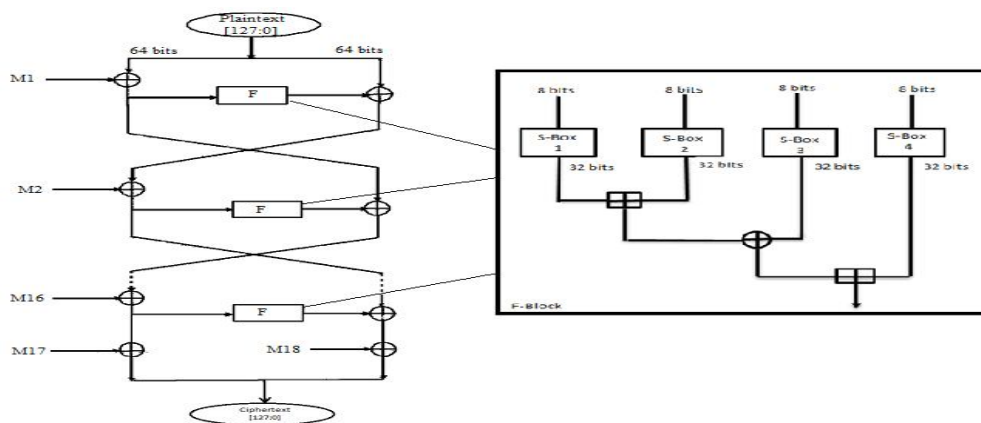 Plaintext
[127:0]
64 bits
64 bits
M1
F
M2
F
M16
F
M17
M18
Ciphertext
[127:0]
8 bits
8 bits
8 bits
8 bits
S-Box
1
S-Box
2
S-Box
3
S-Box
4
32 bits
32 bits
32 bits
32 bits
F-Block